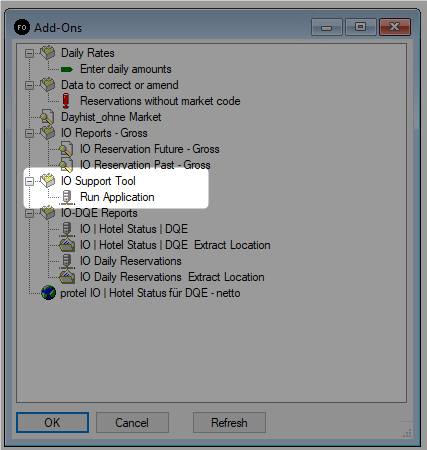 FO Add-Ons
Daily Rates
Enter daily amounts
Data to correct or amend
Reservations without market code
Dayhist_ohne Market
IO Reports - Gross
IO Reservation Future - Gross
IO Reservation Past - Gross
IO Support Tool
Run Application
IO-DQE Reports
IO | Hotel Status | DQE
IO | Hotel Status | DQE Extract Location
IO Daily Reservations
IO Daily Reservations Extract Location
protel IO | Hotel Status für DQE - netto
OK Cancel Refresh